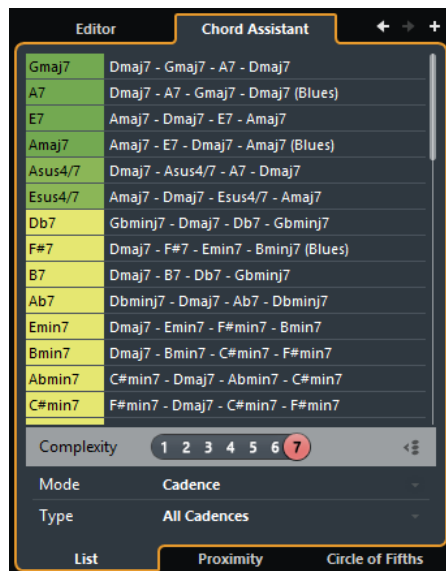 Editor Chord Assistant
Gmaj7 Dmaj7 - Gmaj7 - A7 - Dmaj7
A7 Dmaj7 - A7 - Gmaj7 - Dmaj7 (Blues)
E7 Amaj7 - Dmaj7 - E7 - Amaj7
Amaj7 Amaj7 - E7 - Dmaj7 - Amaj7 (Blues)
Asus4/7 Dmaj7 - Asus4/7 - A7 - Dmaj7
Esus4/7 Amaj7 - Dmaj7 - Esus4/7 - Amaj7
Db7 Gbminj7 - Dmaj7 - Db7 - Gbminj7
F#7 Dmaj7 - F#7 - Emin7 - Bminj7 (Blues)
B7 Dmaj7 - B7 - Db7 - Gbminj7
Ab7 Dbminj7 - Dmaj7 - Ab7 - Dbminj7
Emin7 Dmaj7 - Emin7 - F#min7 - Bmin7
Bmin7 Dmaj7 - Bmin7 - C#min7 - F#min7
Abmin7 C#min7 - Dmaj7 - Abmin7 - C#min7
C#min7 F#min7 - Dmaj7 - C#min7 - F#min7
Complexity 1 2 3 4 5 6 7
Mode Cadence
Type All Cadences
List Proximity Circle of Fifths